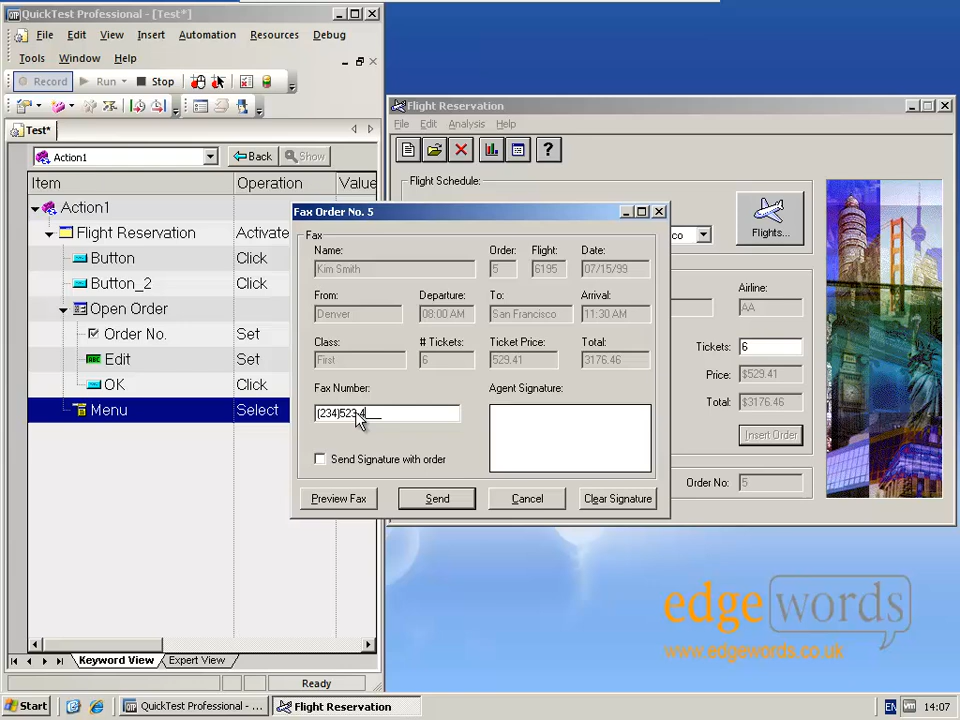 QuickTest Professional - [Test*]
File Edit View Insert Automation Resources Debug
Tools Window Help
Record Run Stop
Test*
Action1 Back Show
Item Operation Value
Action1
Flight Reservation Activate
Button Click
Button_2 Click
Open Order
Order No. Set
Edit Set
OK Click
Menu Select
Keyword View Expert View
Ready
Flight Reservation
File Edit Analysis Help
Flight Schedule:
co
Flights...
Airline:
AA
Tickets: 6
Price: $529.41
Total: $3176.46
Insert Order
Order No: 5
Fax Order No. 5
Fax
Name: Order: Flight: Date:
Kim Smith 5 6195 07/15/99
From: Departure: To: Arrival:
Denver 08:00 AM San Francisco 11:30 AM
Class: # Tickets: Ticket Price: Total:
First 6 529.41 3176.46
Fax Number: Agent Signature:
(234)523-4___
Send Signature with order
Preview Fax Send Cancel Clear Signature
edgewords
www.edgewords.co.uk
Start QuickTest Professional - ... Flight Reservation EN vm 14:07